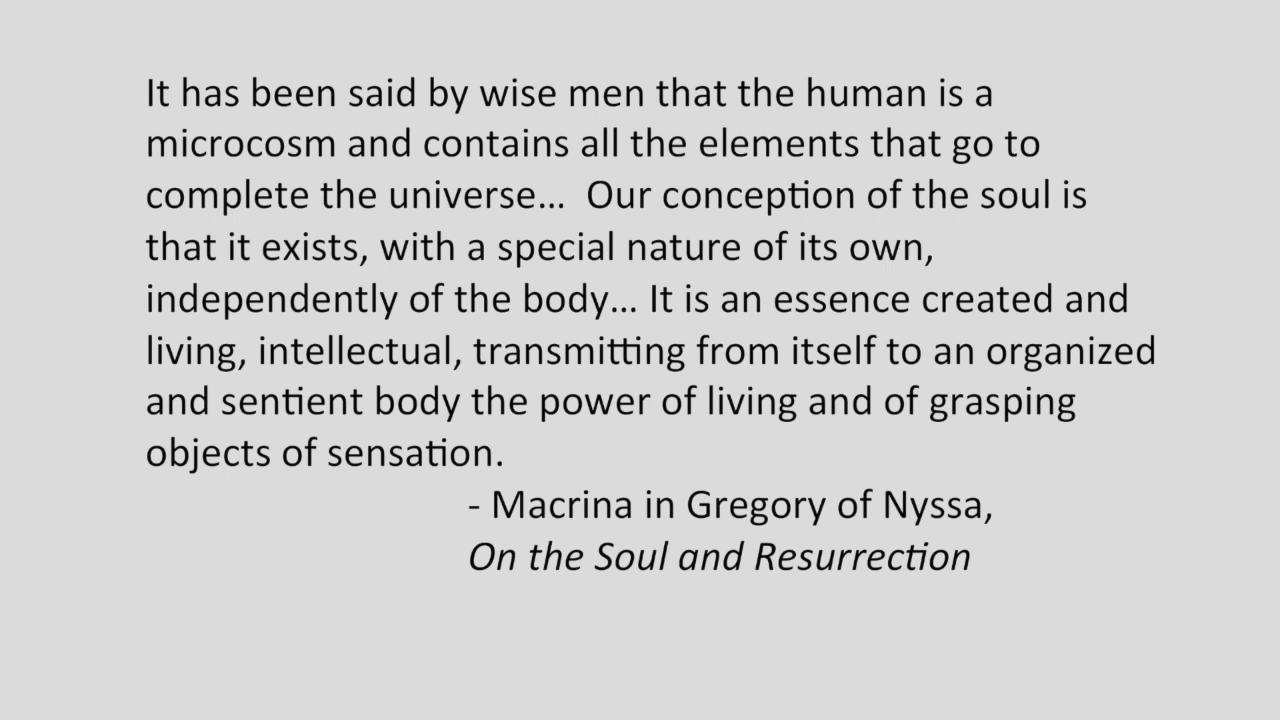 It has been said by wise men that the human is a
microcosm and contains all the elements that go to
complete the universe…  Our conception of the soul is
that it exists, with a special nature of its own,
independently of the body… It is an essence created and
living, intellectual, transmitting from itself to an organized
and sentient body the power of living and of grasping
objects of sensation.
- Macrina in Gregory of Nyssa,
On the Soul and Resurrection